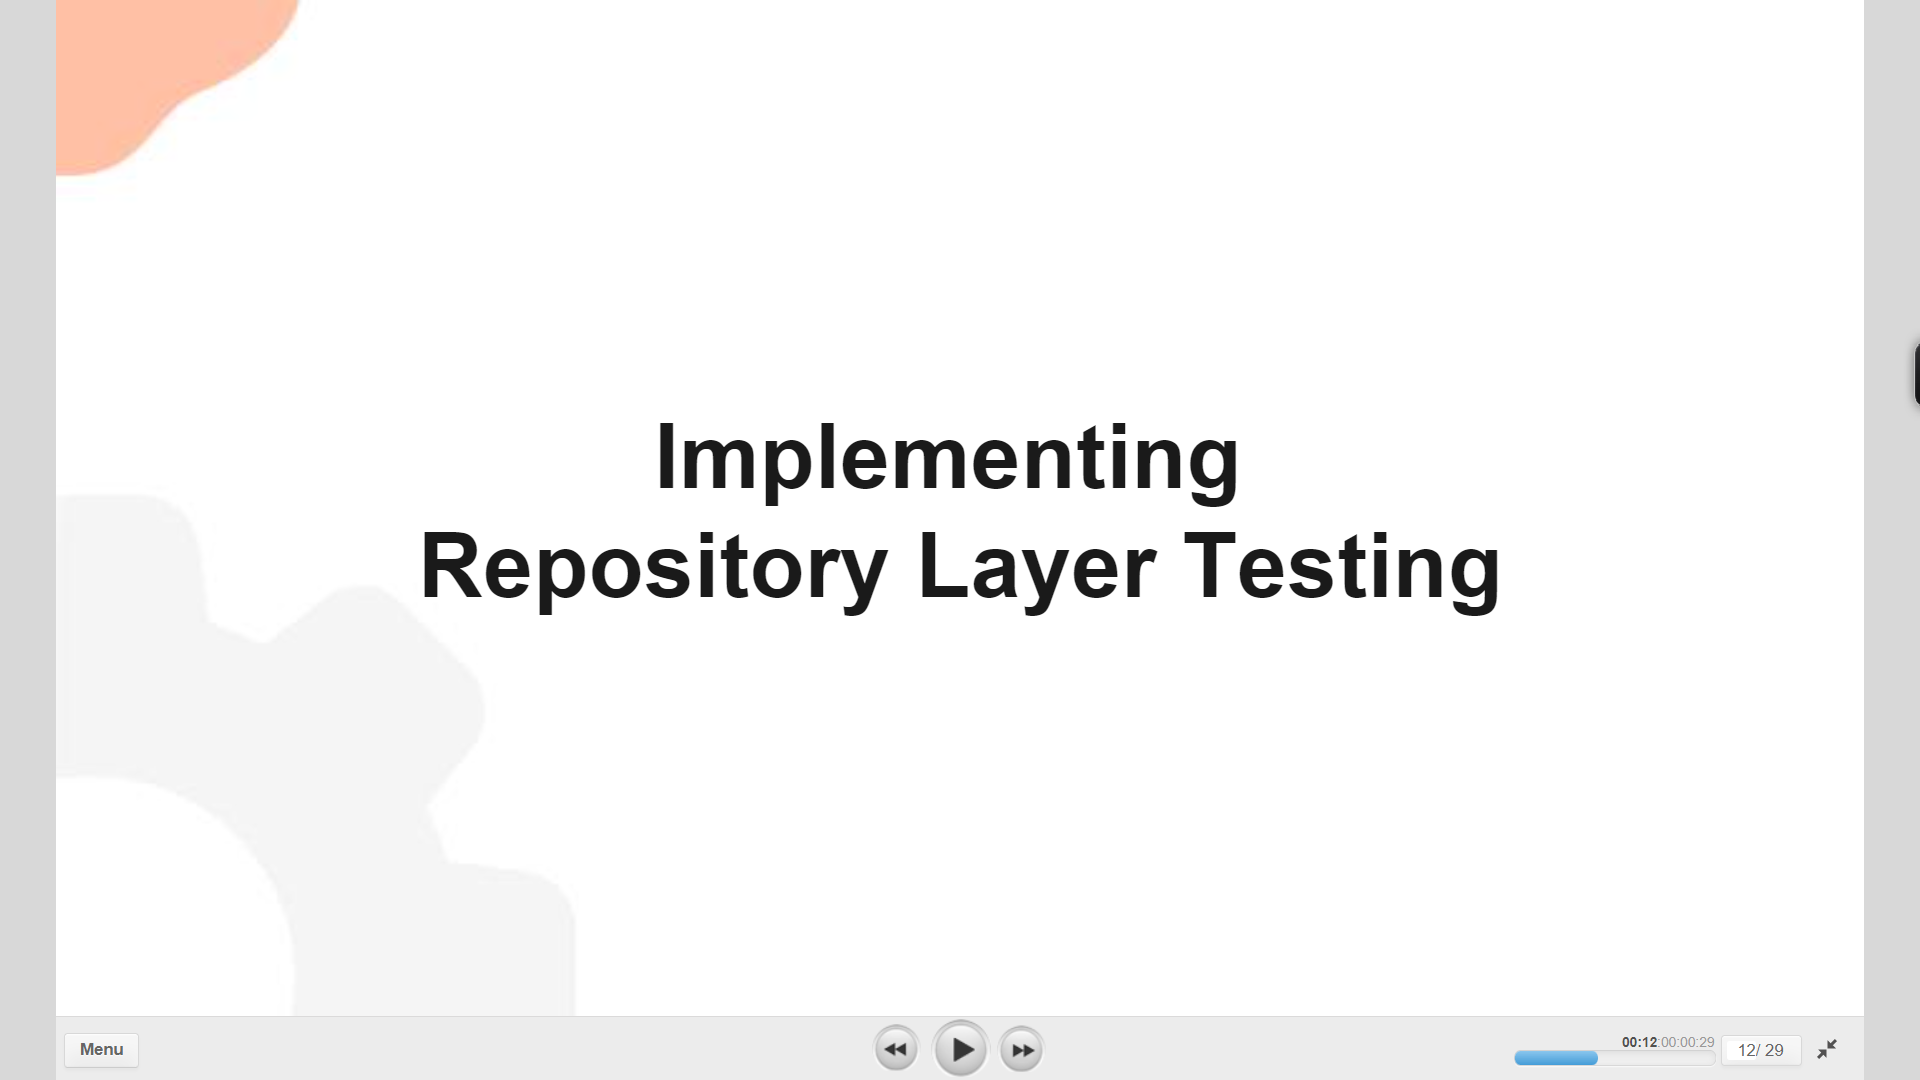 Implementing
Repository Layer Testing
Menu
00:12:00:00:29
12/ 29